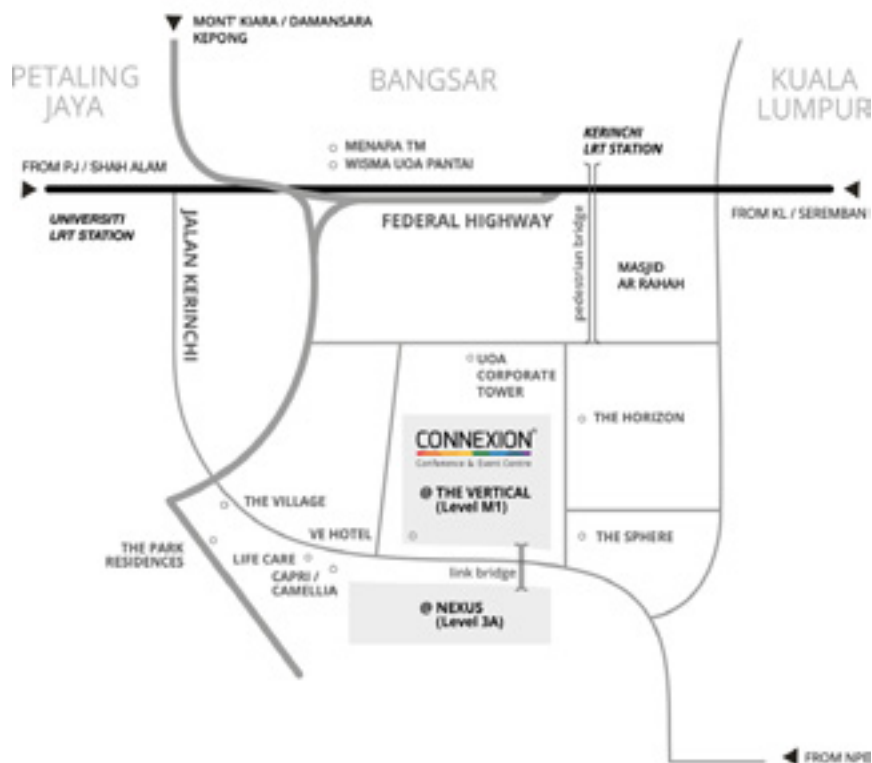 MONT' KIARA / DAMANSARA
KEPONG
PETALING
JAYA
BANGSAR
KUALA
LUMPUR
MENARA TM
WISMA UOA PANTAI
KERINCHI
LRT STATION
FROM PJ / SHAH ALAM
UNIVERSITI
LRT STATION
FEDERAL HIGHWAY
FROM KL / SEREMBAN
JALAN KERINCHI
pedestrian bridge
MASJID
AR RAHAH
UOA
CORPORATE
TOWER
THE HORIZON
CONNEXION
Conference & Event Centre
@ THE VERTICAL
(Level M1)
THE VILLAGE
VE HOTEL
THE SPHERE
THE PARK
RESIDENCES
LIFE CARE
CAPRI /
CAMELLIA
link bridge
@ NEXUS
(Level 3A)
FROM NPE